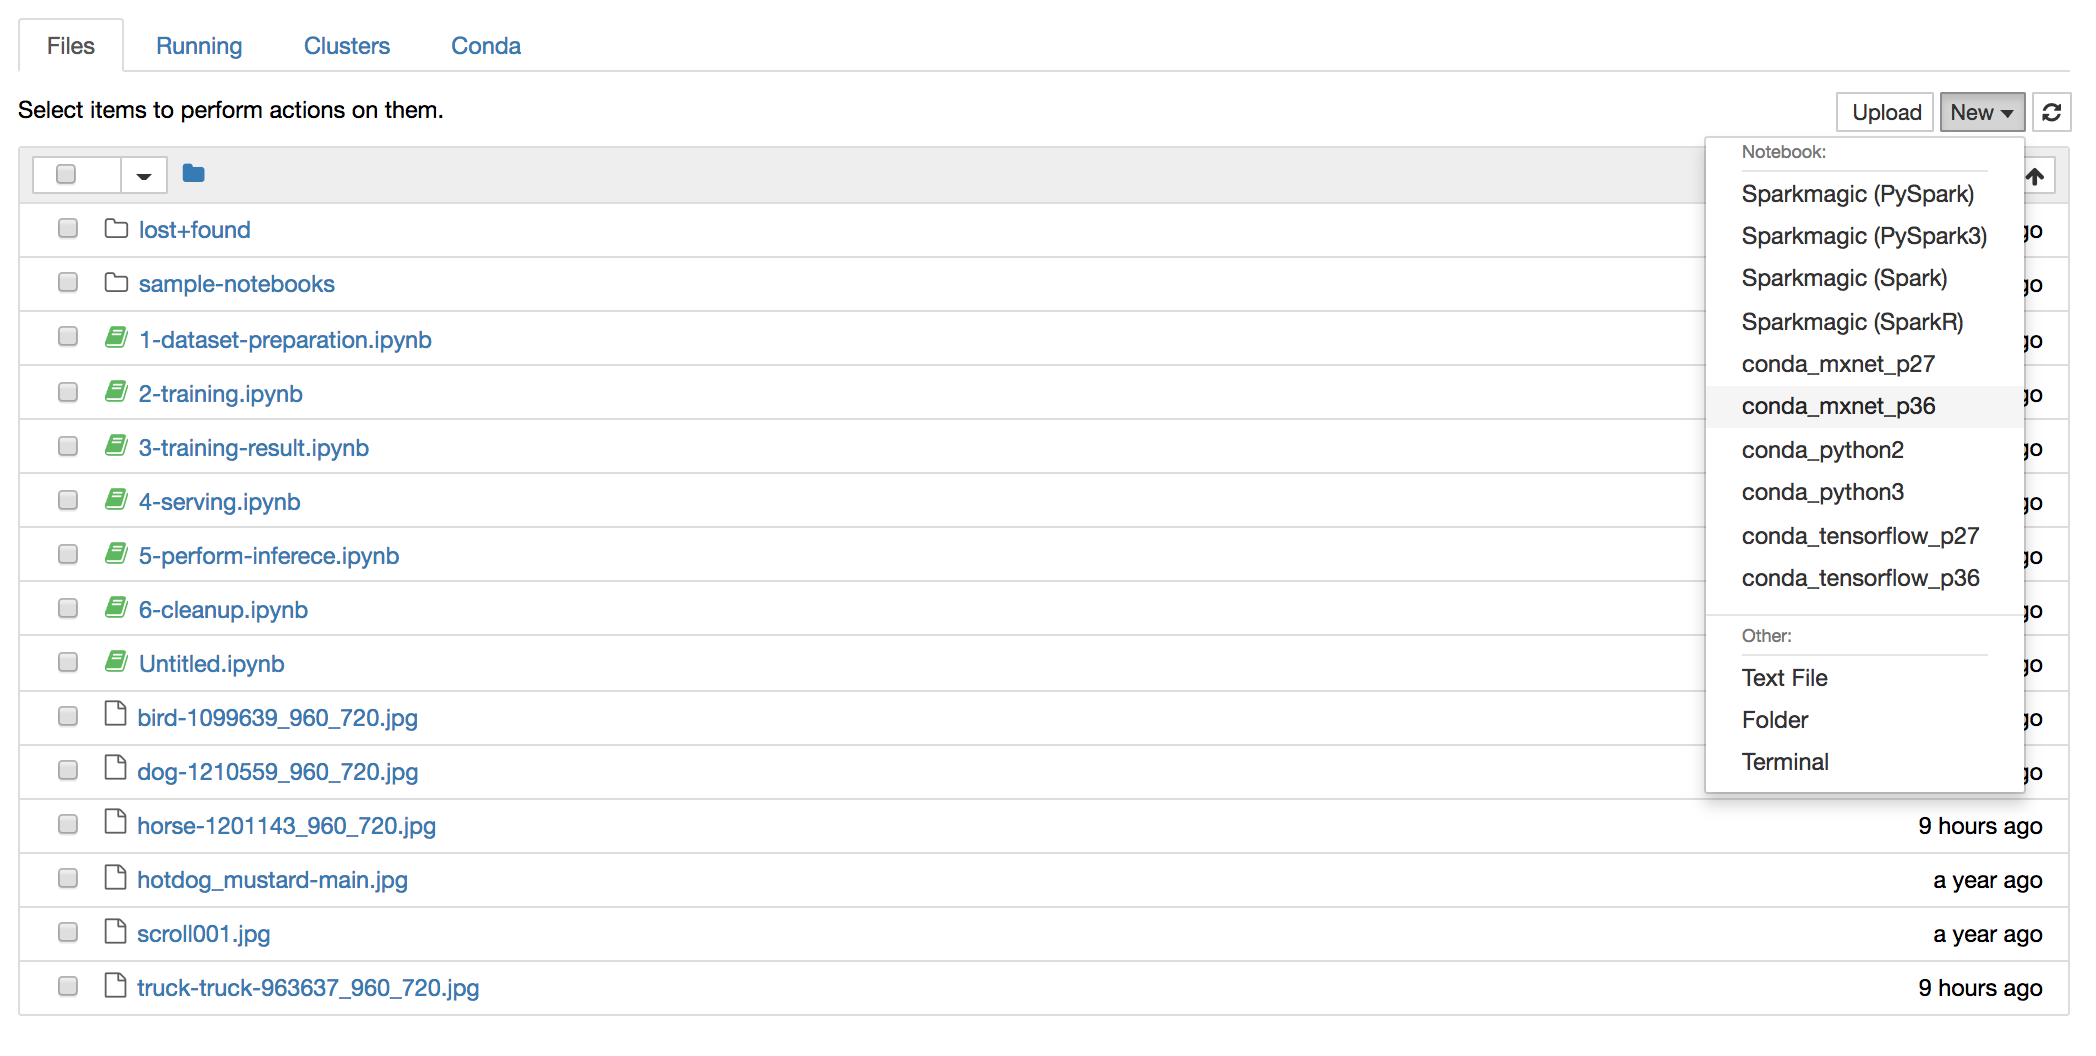 Files Running Clusters Conda
Select items to perform actions on them.
Upload New
Notebook:
Sparkmagic (PySpark)
Sparkmagic (PySpark3)
Sparkmagic (Spark)
Sparkmagic (SparkR)
conda_mxnet_p27
conda_mxnet_p36
conda_python2
conda_python3
conda_tensorflow_p27
conda_tensorflow_p36
Other:
Text File
Folder
Terminal
lost+found
sample-notebooks
1-dataset-preparation.ipynb
2-training.ipynb
3-training-result.ipynb
4-serving.ipynb
5-perform-inferece.ipynb
6-cleanup.ipynb
Untitled.ipynb
bird-1099639_960_720.jpg
dog-1210559_960_720.jpg
horse-1201143_960_720.jpg 9 hours ago
hotdog_mustard-main.jpg a year ago
scroll001.jpg a year ago
truck-truck-963637_960_720.jpg 9 hours ago